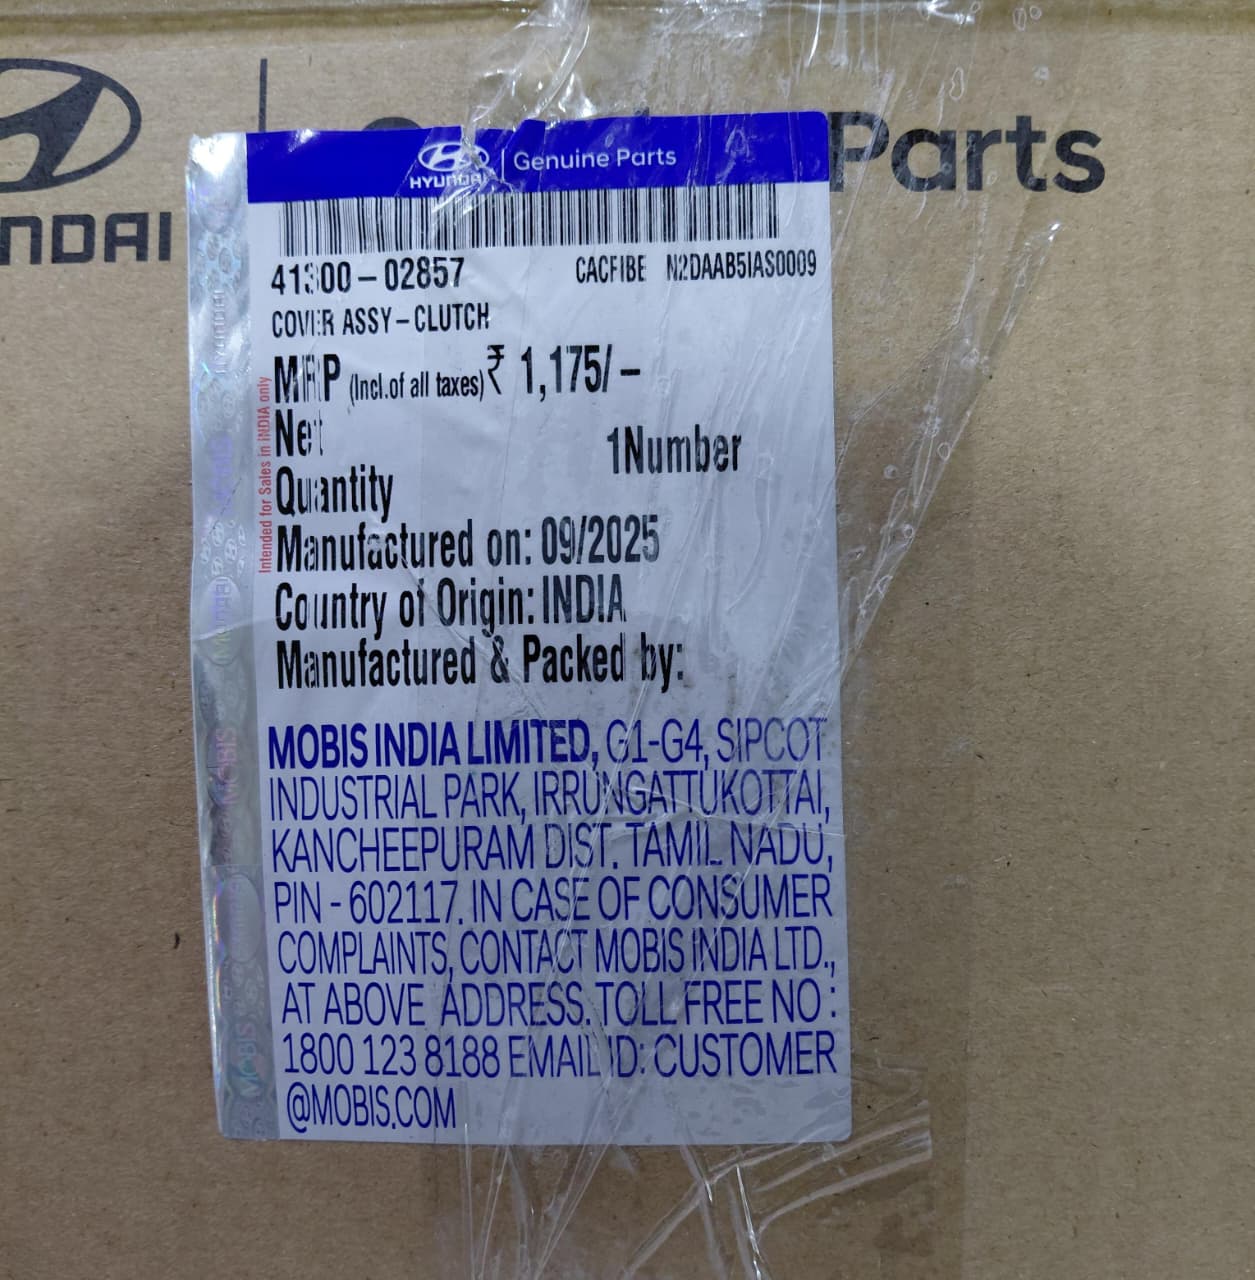 Parts
NDAI
HYUNDAI | Genuine Parts
41300-02857 CACFIBE N2DAAB5IAS0009
COVER ASSY-CLUTCH
MRP (Incl.of all taxes) ₹ 1,175/-
Net
1Number
Quantity
Manufactured on: 09/2025
Country of Origin: INDIA
Manufactured & Packed by:
Intended for Sales in INDIA only
MOBIS INDIA LIMITED, G1-G4, SIPCOT
INDUSTRIAL PARK, IRRUNGATTUKOTTAI,
KANCHEEPURAM DIST. TAMIL NADU,
PIN - 602117. IN CASE OF CONSUMER
COMPLAINTS, CONTACT MOBIS INDIA LTD.,
AT ABOVE ADDRESS. TOLL FREE NO :
1800 123 8188 EMAIL ID: CUSTOMER
@MOBIS.COM
HYUNDAI
MOBIS
MOBIS